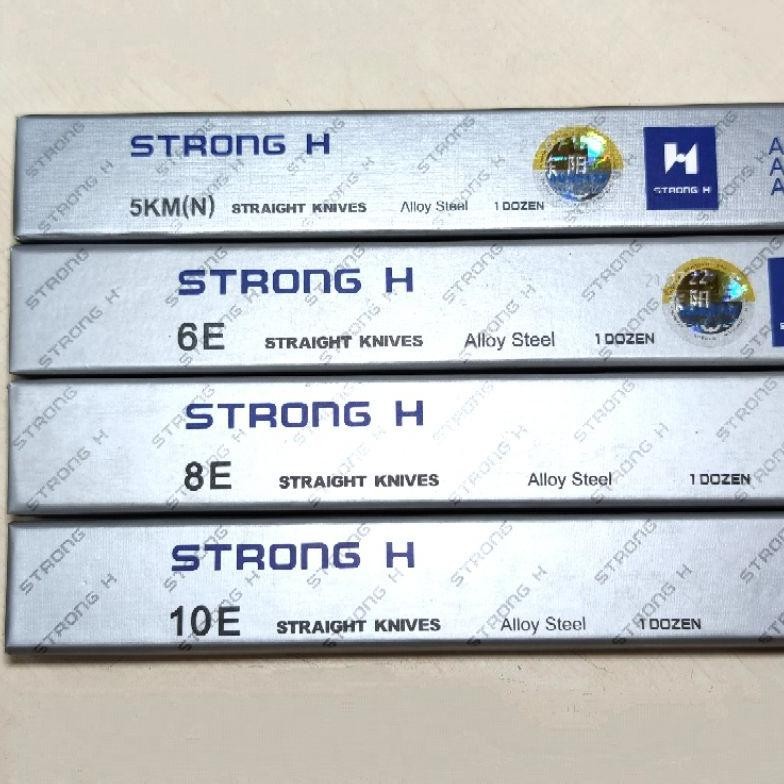 STRONG H
5KM(N) STRAIGHT KNIVES Alloy Steel 1 DOZEN
STRONG H
STRONG H
6E STRAIGHT KNIVES Alloy Steel 1 DOZEN
STRONG H
8E STRAIGHT KNIVES Alloy Steel 1 DOZEN
STRONG H
10E STRAIGHT KNIVES Alloy Steel 1 DOZEN